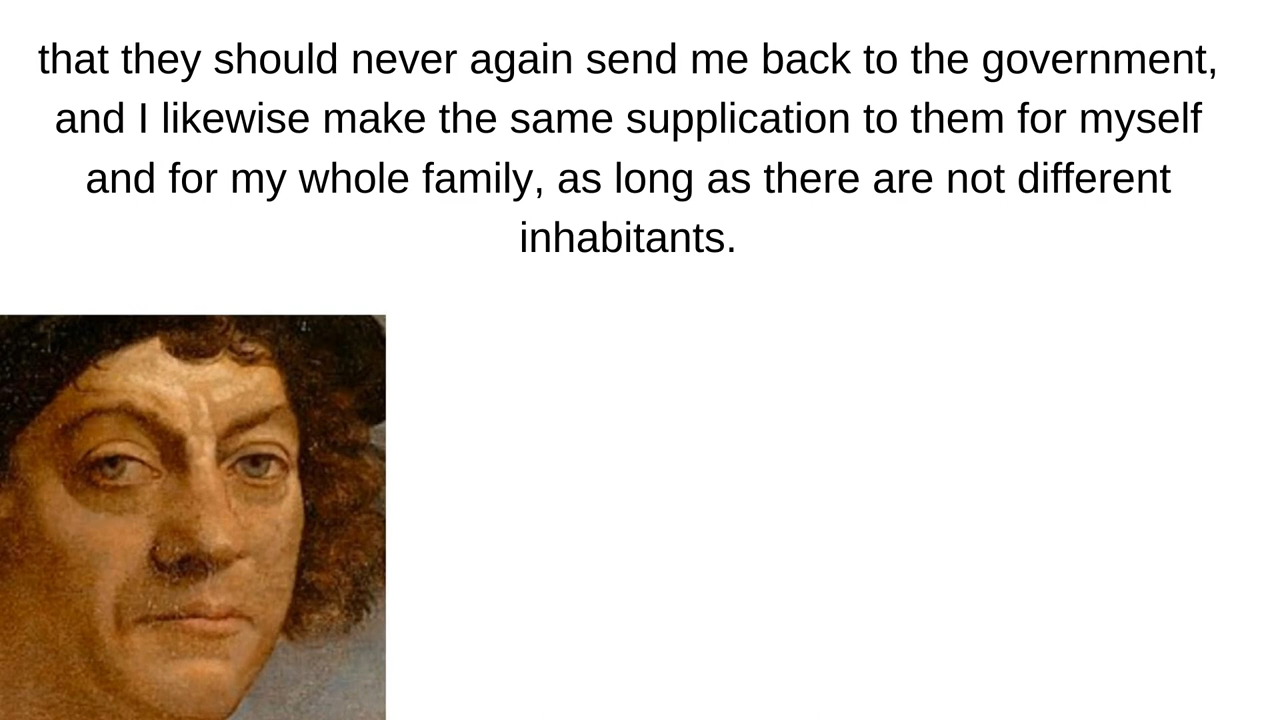 that they should never again send me back to the government,
and I likewise make the same supplication to them for myself
and for my whole family, as long as there are not different
inhabitants.